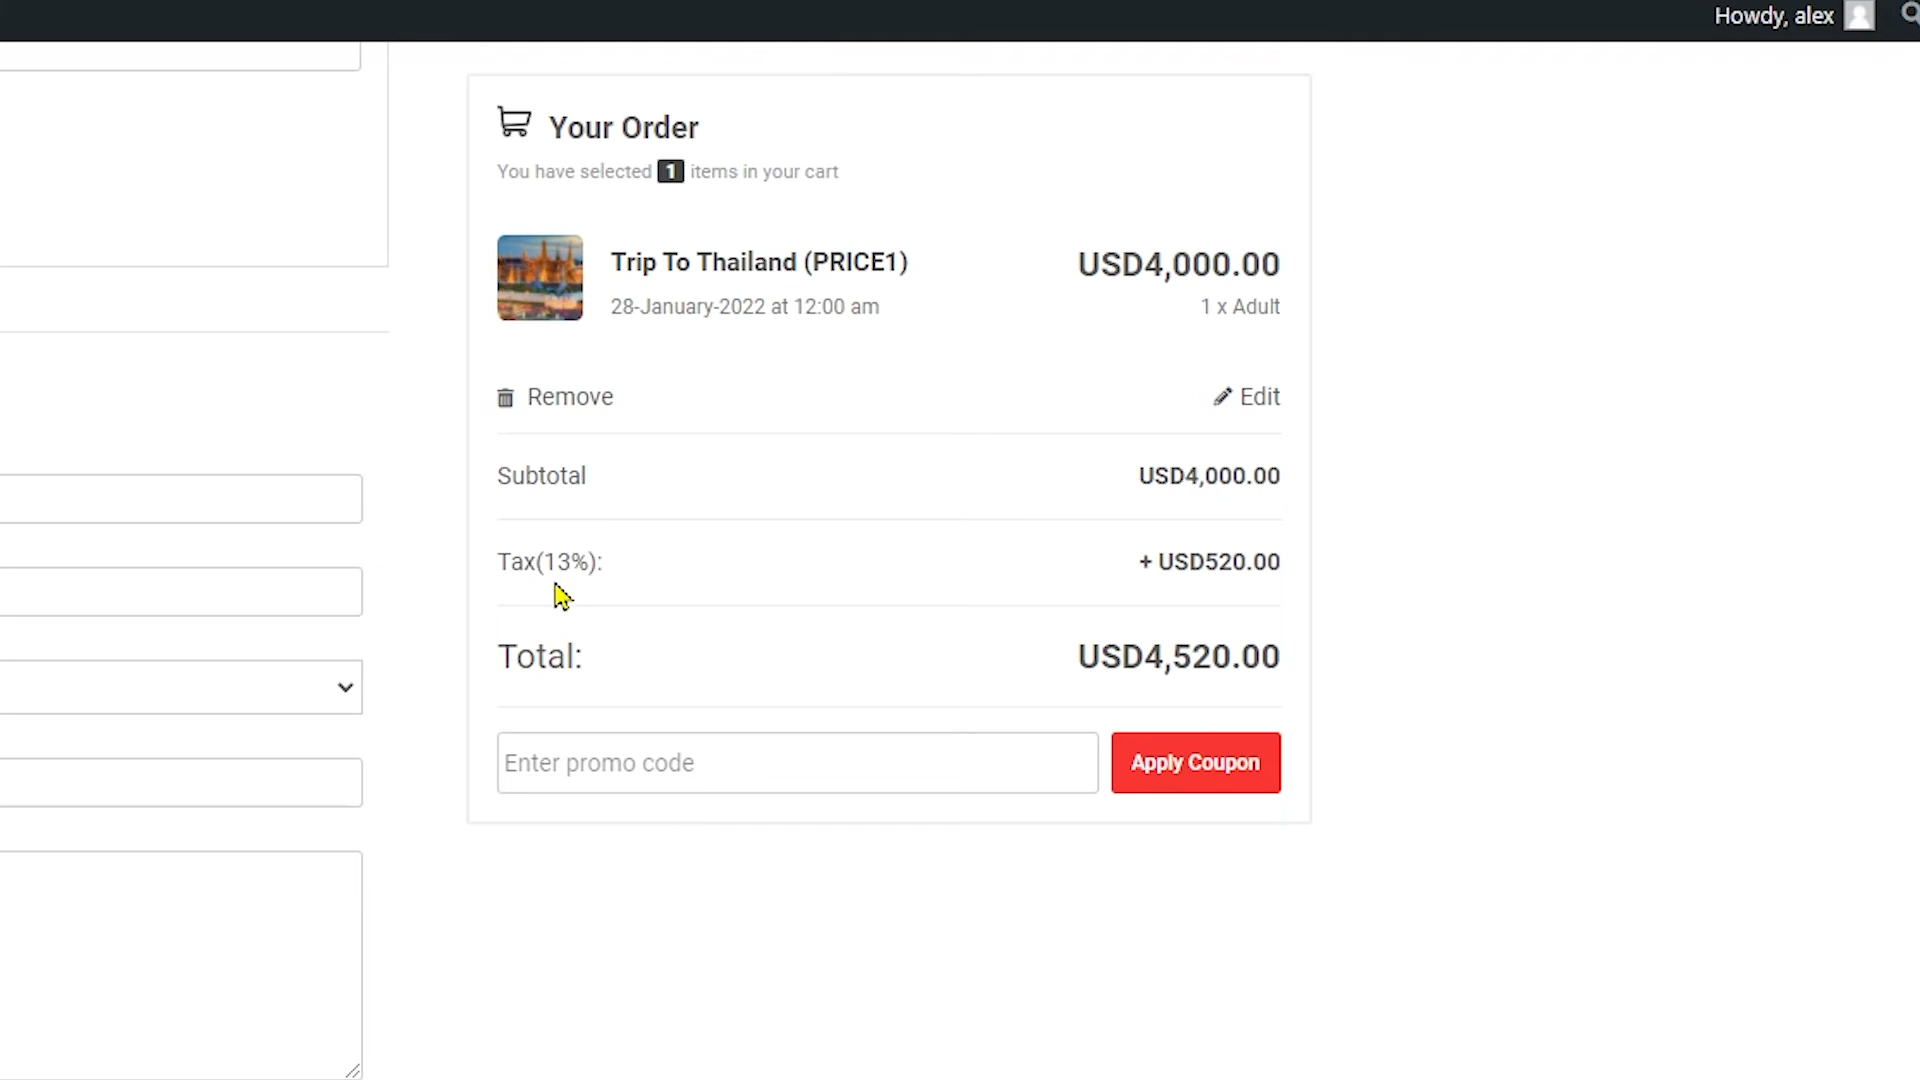 Howdy, alex
Your Order
You have selected 1 items in your cart
Trip To Thailand (PRICE1)
USD4,000.00
28-January-2022 at 12:00 am
1 x Adult
Remove
Edit
Subtotal
USD4,000.00
Tax(13%):
+ USD520.00
Total:
USD4,520.00
Enter promo code
Apply Coupon